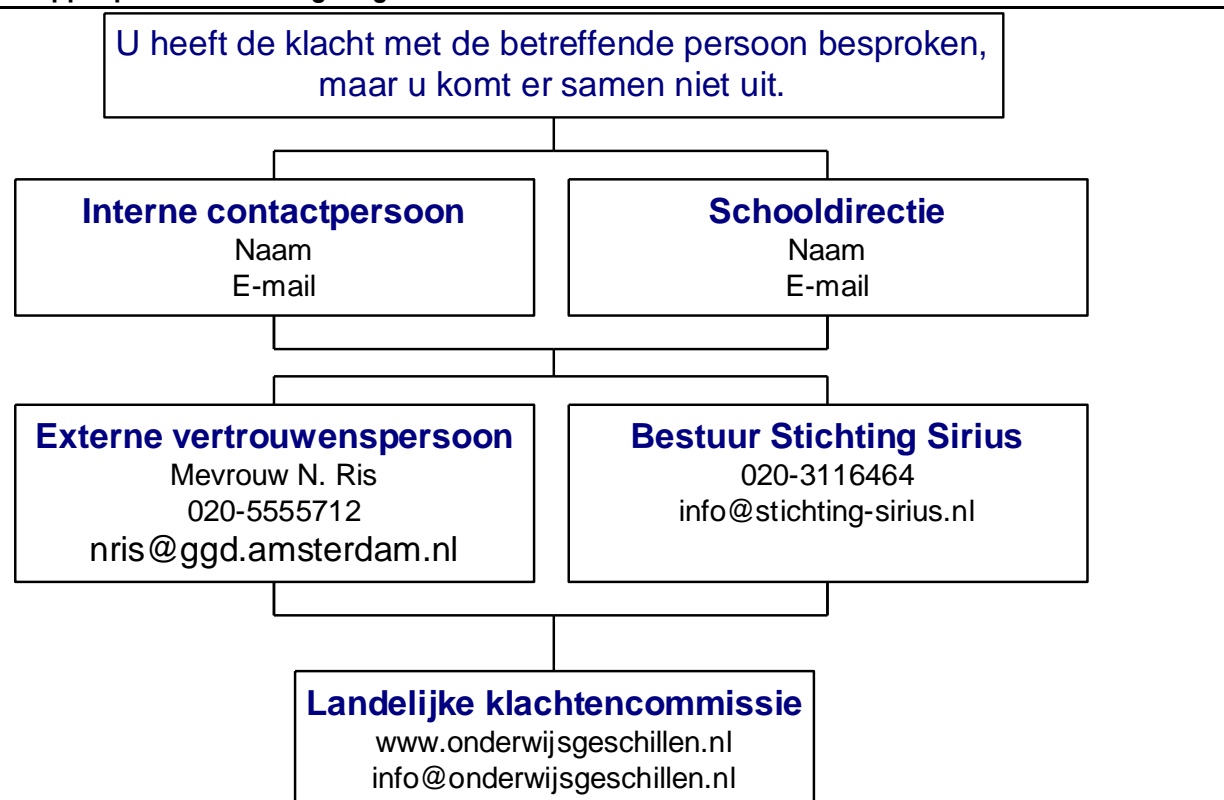 U heeft de klacht met de betreffende persoon besproken,
maar u komt er samen niet uit.
Interne contactpersoon
Naam
E-mail
Schooldirectie
Naam
E-mail
Externe vertrouwenspersoon
Mevrouw N. Ris
020-5555712
nris@ggd.amsterdam.nl
Bestuur Stichting Sirius
020-3116464
info@stichting-sirius.nl
Landelijke klachtencommissie
www.onderwijsgeschillen.nl
info@onderwijsgeschillen.nl